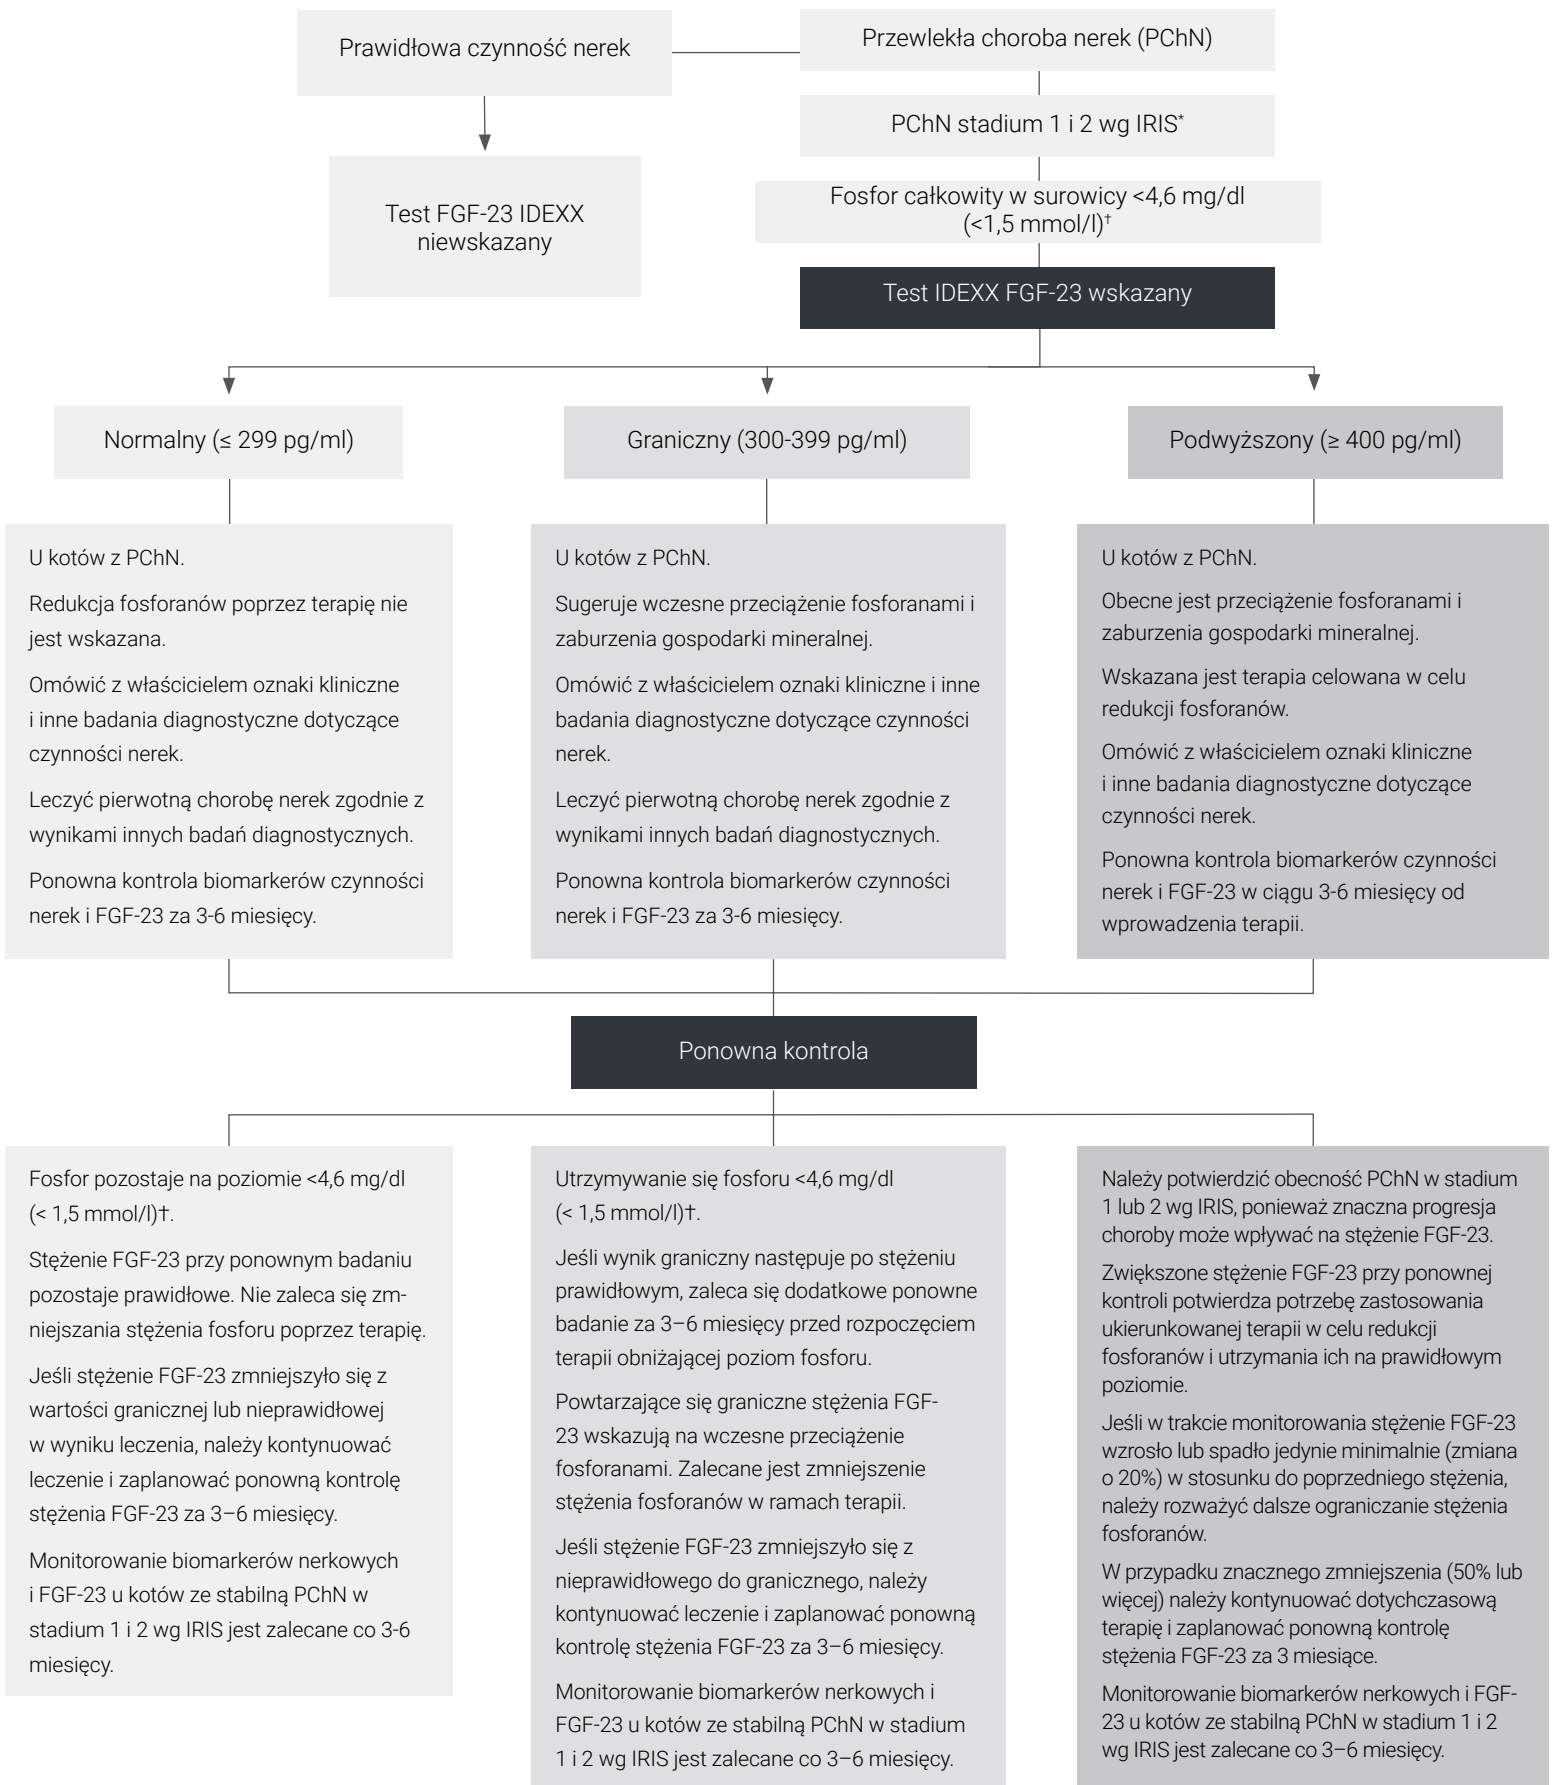 Prawidłowa czynność nerek
Przewlekła choroba nerek (PChN)
PChN stadium 1 i 2 wg IRIS*
Test FGF-23 IDEXX
niewskazany
Fosfor całkowity w surowicy <4,6 mg/dl
(<1,5 mmol/l)†
Test IDEXX FGF-23 wskazany
Normalny (≤ 299 pg/ml)
Graniczny (300-399 pg/ml)
Podwyższony (≥ 400 pg/ml)
U kotów z PChN.
Redukcja fosforanów poprzez terapię nie
jest wskazana.
Omówić z właścicielem oznaki kliniczne
i inne badania diagnostyczne dotyczące
czynności nerek.
Leczyć pierwotną chorobę nerek zgodnie z
wynikami innych badań diagnostycznych.
Ponowna kontrola biomarkerów czynności
nerek i FGF-23 za 3-6 miesięcy.
U kotów z PChN.
Sugeruje wczesne przeciążenie fosforanami i
zaburzenia gospodarki mineralnej.
Omówić z właścicielem oznaki kliniczne i inne
badania diagnostyczne dotyczące czynności
nerek.
Leczyć pierwotną chorobę nerek zgodnie z
wynikami innych badań diagnostycznych.
Ponowna kontrola biomarkerów czynności
nerek i FGF-23 za 3-6 miesięcy.
U kotów z PChN.
Obecne jest przeciążenie fosforanami i
zaburzenia gospodarki mineralnej.
Wskazana jest terapia celowana w celu
redukcji fosforanów.
Omówić z właścicielem oznaki kliniczne
i inne badania diagnostyczne dotyczące
czynności nerek.
Ponowna kontrola biomarkerów czynności
nerek i FGF-23 w ciągu 3-6 miesięcy od
wprowadzenia terapii.
Ponowna kontrola
Fosfor pozostaje na poziomie <4,6 mg/dl
(< 1,5 mmol/l)†.
Stężenie FGF-23 przy ponownym badaniu
pozostaje prawidłowe. Nie zaleca się zm-
niejszania stężenia fosforu poprzez terapię.
Jeśli stężenie FGF-23 zmniejszyło się z
wartości granicznej lub nieprawidłowej
w wyniku leczenia, należy kontynuować
leczenie i zaplanować ponowną kontrolę
stężenia FGF-23 za 3–6 miesięcy.
Monitorowanie biomarkerów nerkowych
i FGF-23 u kotów ze stabilną PChN w
stadium 1 i 2 wg IRIS jest zalecane co 3-6
miesięcy.
Utrzymywanie się fosforu <4,6 mg/dl
(< 1,5 mmol/l)†.
Jeśli wynik graniczny następuje po stężeniu
prawidłowym, zaleca się dodatkowe ponowne
badanie za 3–6 miesięcy przed rozpoczęciem
terapii obniżającej poziom fosforu.
Powtarzające się graniczne stężenia FGF-
23 wskazują na wczesne przeciążenie
fosforanami. Zalecane jest zmniejszenie
stężenia fosforanów w ramach terapii.
Jeśli stężenie FGF-23 zmniejszyło się z
nieprawidłowego do granicznego, należy
kontynuować leczenie i zaplanować ponowną
kontrolę stężenia FGF-23 za 3–6 miesięcy.
Monitorowanie biomarkerów nerkowych i
FGF-23 u kotów ze stabilną PChN w stadium
1 i 2 wg IRIS jest zalecane co 3–6 miesięcy.
Należy potwierdzić obecność PChN w stadium
1 lub 2 wg IRIS, ponieważ znaczna progresja
choroby może wpływać na stężenie FGF-23.
Zwiększone stężenie FGF-23 przy ponownej
kontroli potwierdza potrzebę zastosowania
ukierunkowanej terapii w celu redukcji
fosforanów i utrzymania ich na prawidłowym
poziomie.
Jeśli w trakcie monitorowania stężenie FGF-23
wzrosło lub spadło jedynie minimalnie (zmiana
o 20%) w stosunku do poprzedniego stężenia,
należy rozważyć dalsze ograniczanie stężenia
fosforanów.
W przypadku znacznego zmniejszenia (50% lub
więcej) należy kontynuować dotychczasową
terapię i zaplanować ponowną kontrolę
stężenia FGF-23 za 3 miesiące.
Monitorowanie biomarkerów nerkowych i FGF-
23 u kotów ze stabilną PChN w stadium 1 i 2
wg IRIS jest zalecane co 3–6 miesięcy.